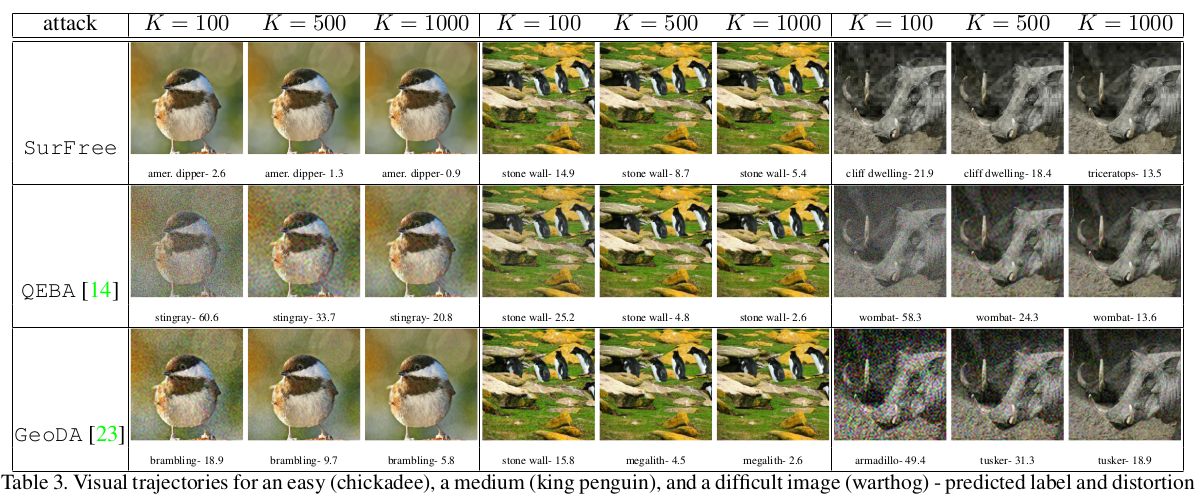 attack K = 100 K = 500 K = 1000 K = 100 K = 500 K = 1000 K = 100 K = 500 K = 1000
SurFree
amer. dipper- 2.6 amer. dipper- 1.3 amer. dipper- 0.9 stone wall- 14.9 stone wall- 8.7 stone wall- 5.4 cliff dwelling- 21.9 cliff dwelling- 18.4 triceratops- 13.5
QEBA [14]
stingray- 60.6 stingray- 33.7 stingray- 20.8 stone wall- 25.2 stone wall- 4.8 stone wall- 2.6 wombat- 58.3 wombat- 24.3 wombat- 13.6
GeoDA [23]
brambling- 18.9 brambling- 9.7 brambling- 5.8 stone wall- 15.8 megalith- 4.5 megalith- 2.6 armadillo- 49.4 tusker- 31.3 tusker- 18.9
Table 3. Visual trajectories for an easy (chickadee), a medium (king penguin), and a difficult image (warthog) - predicted label and distortion